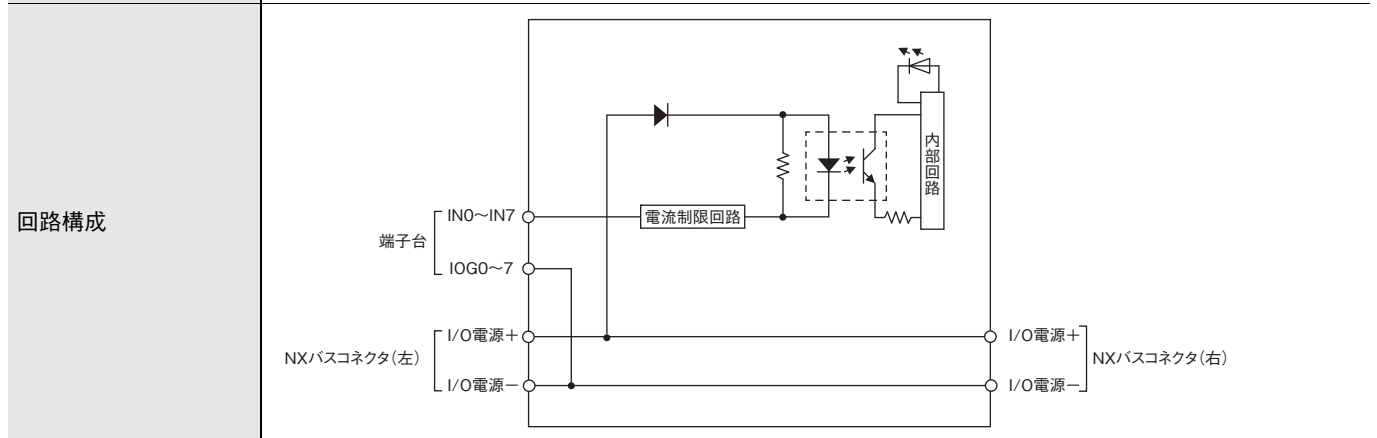 回路構成
内部回路
IN0〜IN7
電流制限回路
端子台
IOG0〜7
I/O電源+
I/O電源+
NXバスコネクタ(左)
NXバスコネクタ(右)
I/O電源-
I/O電源-